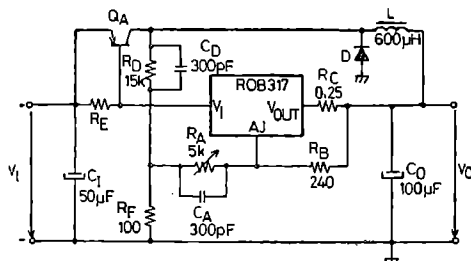 QA
L
600µH
D
CD
300pF
RD
15k
ROB317
VI
VOUT
AJ
RC
0.25
RE
RA
5k
RB
240
CA
300pF
RF
100
CI
50µF
CO
100µF
VI
VO